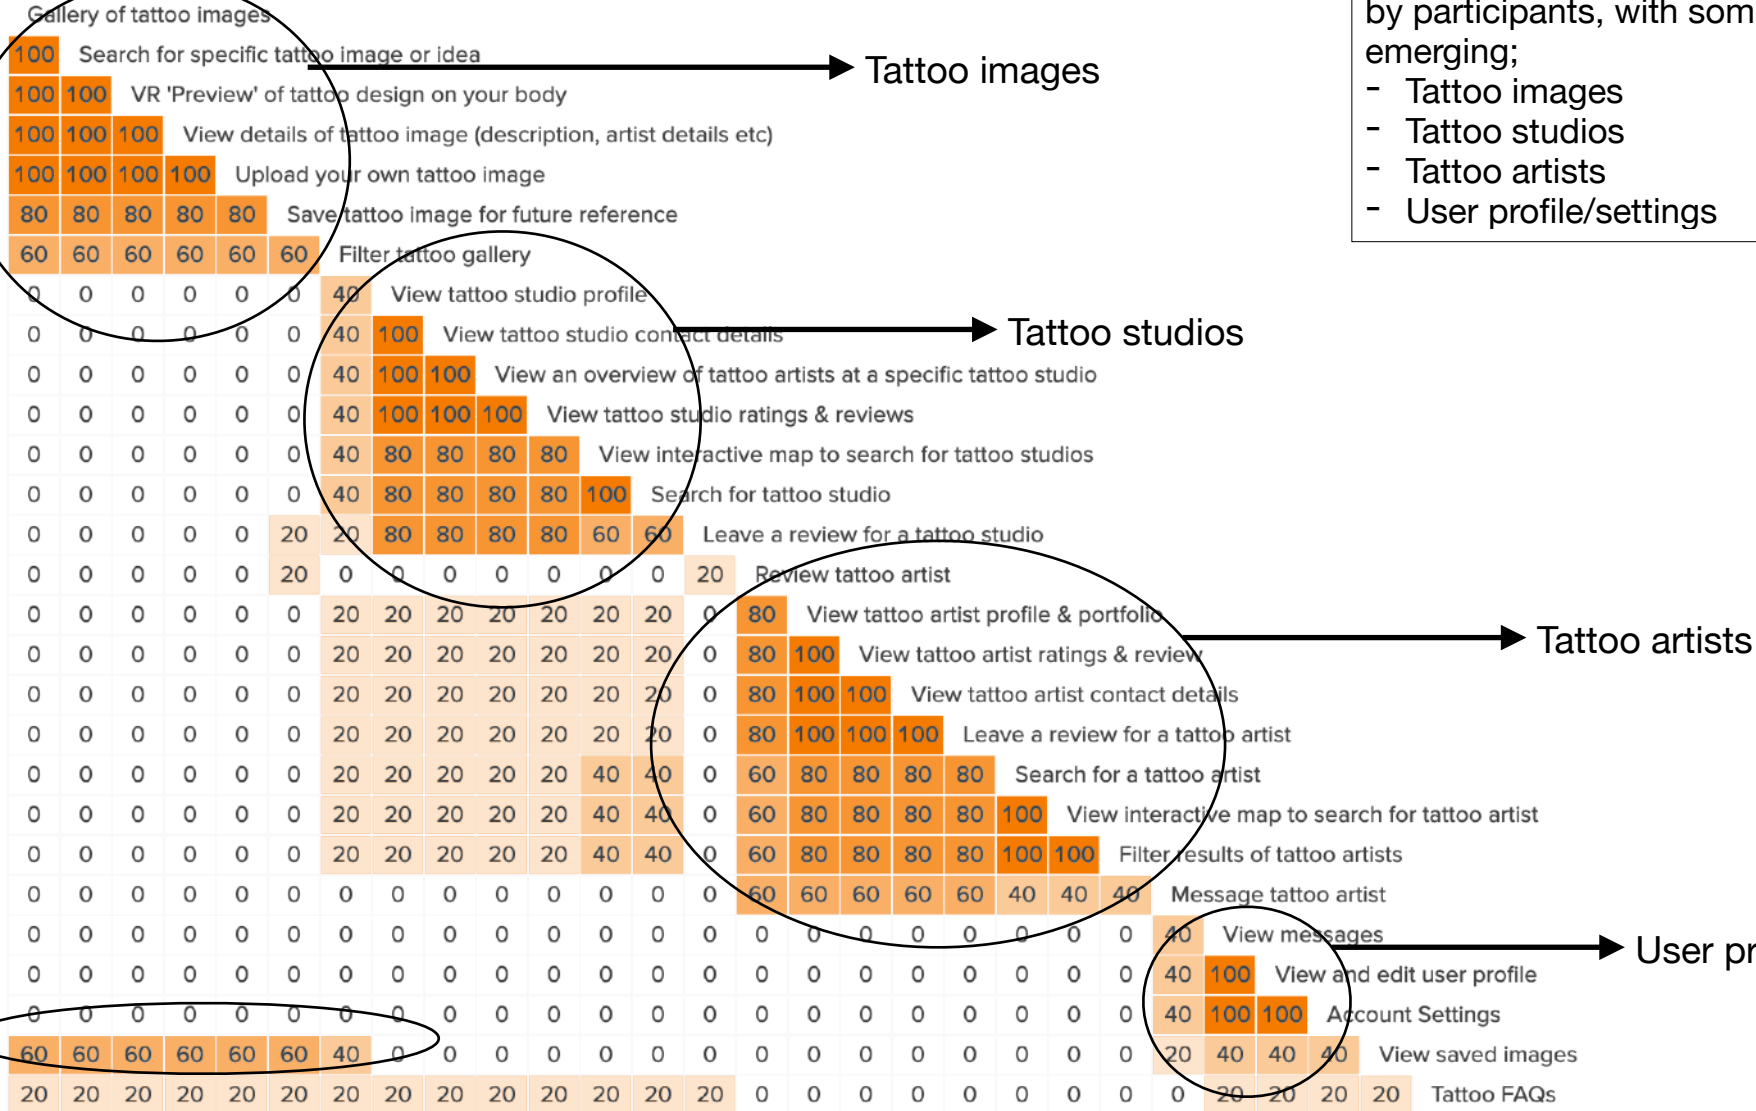 Gallery of tattoo images
100 Search for specific tattoo image or idea
100 100 VR 'Preview' of tattoo design on your body
100 100 100 View details of tattoo image (description, artist details etc)
100 100 100 100 Upload your own tattoo image
80 80 80 80 80 Save tattoo image for future reference
60 60 60 60 60 60 Filter tattoo gallery
0 0 0 0 0 0 40 View tattoo studio profile
0 0 0 0 0 0 40 100 View tattoo studio contact details
0 0 0 0 0 0 40 100 100 View an overview of tattoo artists at a specific tattoo studio
0 0 0 0 0 0 40 100 100 100 View tattoo studio ratings & reviews
0 0 0 0 0 0 40 80 80 80 80 View interactive map to search for tattoo studios
0 0 0 0 0 0 40 80 80 80 80 100 Search for tattoo studio
0 0 0 0 0 20 20 80 80 80 80 60 60 Leave a review for a tattoo studio
0 0 0 0 0 20 0 0 0 0 0 0 0 20 Review tattoo artist
0 0 0 0 0 0 20 20 20 20 20 20 20 0 80 View tattoo artist profile & portfolio
0 0 0 0 0 0 20 20 20 20 20 20 20 0 80 100 View tattoo artist ratings & review
0 0 0 0 0 0 20 20 20 20 20 20 20 0 80 100 100 View tattoo artist contact details
0 0 0 0 0 0 20 20 20 20 20 20 20 0 80 100 100 100 Leave a review for a tattoo artist
0 0 0 0 0 0 20 20 20 20 20 40 40 0 60 80 80 80 80 Search for a tattoo artist
0 0 0 0 0 0 20 20 20 20 20 40 40 0 60 80 80 80 80 100 View interactive map to search for tattoo artist
0 0 0 0 0 0 20 20 20 20 20 40 40 0 60 80 80 80 80 100 100 Filter results of tattoo artists
0 0 0 0 0 0 0 0 0 0 0 0 0 0 60 60 60 60 60 40 40 40 Message tattoo artist
0 0 0 0 0 0 0 0 0 0 0 0 0 0 0 0 0 0 0 0 0 0 40 View messages
0 0 0 0 0 0 0 0 0 0 0 0 0 0 0 0 0 0 0 0 0 0 40 100 View and edit user profile
0 0 0 0 0 0 0 0 0 0 0 0 0 0 0 0 0 0 0 0 0 0 40 100 100 Account Settings
60 60 60 60 60 60 40 0 0 0 0 0 0 0 0 0 0 0 0 0 0 0 20 40 40 40 View saved images
20 20 20 20 20 20 20 20 20 20 20 20 20 20 0 0 0 0 0 0 0 0 0 20 20 20 20 Tattoo FAQs
Tattoo images
Tattoo studios
Tattoo artists
User pr
by participants, with som
emerging;
- Tattoo images
- Tattoo studios
- Tattoo artists
- User profile/settings